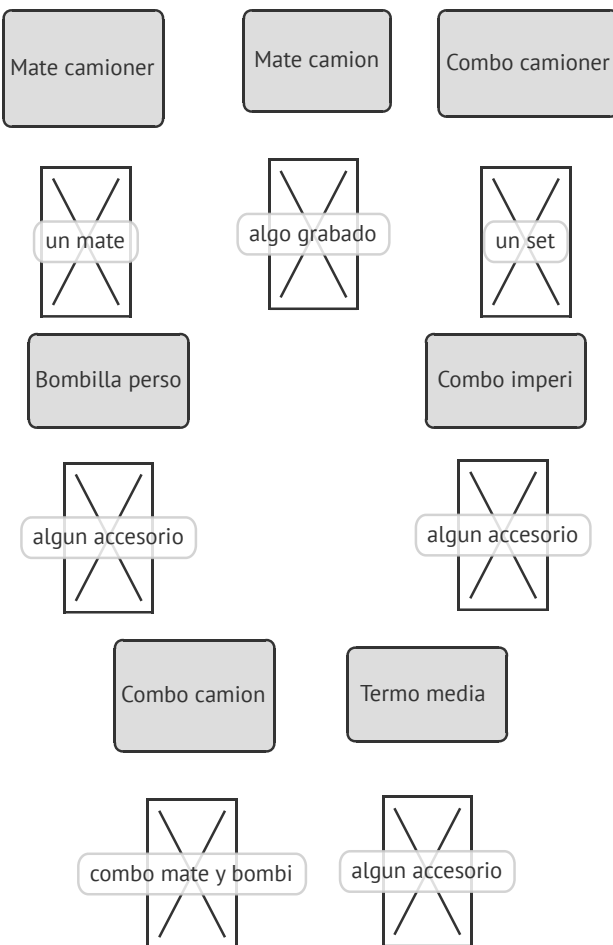 Mate camioner
Mate camion
Combo camioner
un mate
algo grabado
un set
Bombilla perso
Combo imperi
algun accesorio
algun accesorio
Combo camion
Termo media
combo mate y bombi
algun accesorio